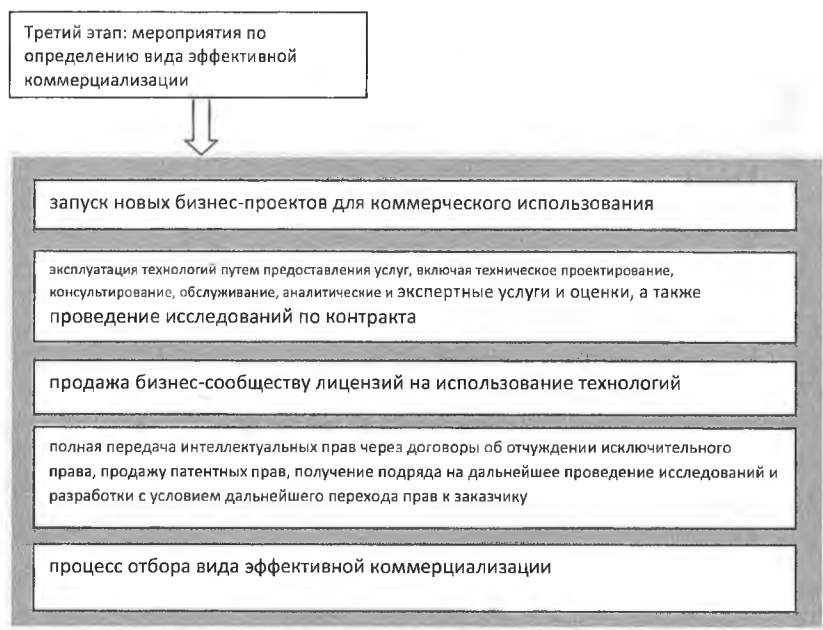 Третий этап: мероприятия по
определению вида эффективной
коммерциализации
запуск новых бизнес-проектов для коммерческого использования
эксплуатация технологий путем предоставления услуг, включая техническое проектирование,
консультирование, обслуживание, аналитические и экспертные услуги и оценки, а также
проведение исследований по контракта
продажа бизнес-сообществу лицензий на использование технологий
полная передача интеллектуальных прав через договоры об отчуждении исключительного
права, продажу патентных прав, получение подряда на дальнейшее проведение исследований и
разработки с условием дальнейшего перехода прав к заказчику
процесс отбора вида эффективной коммерциализации